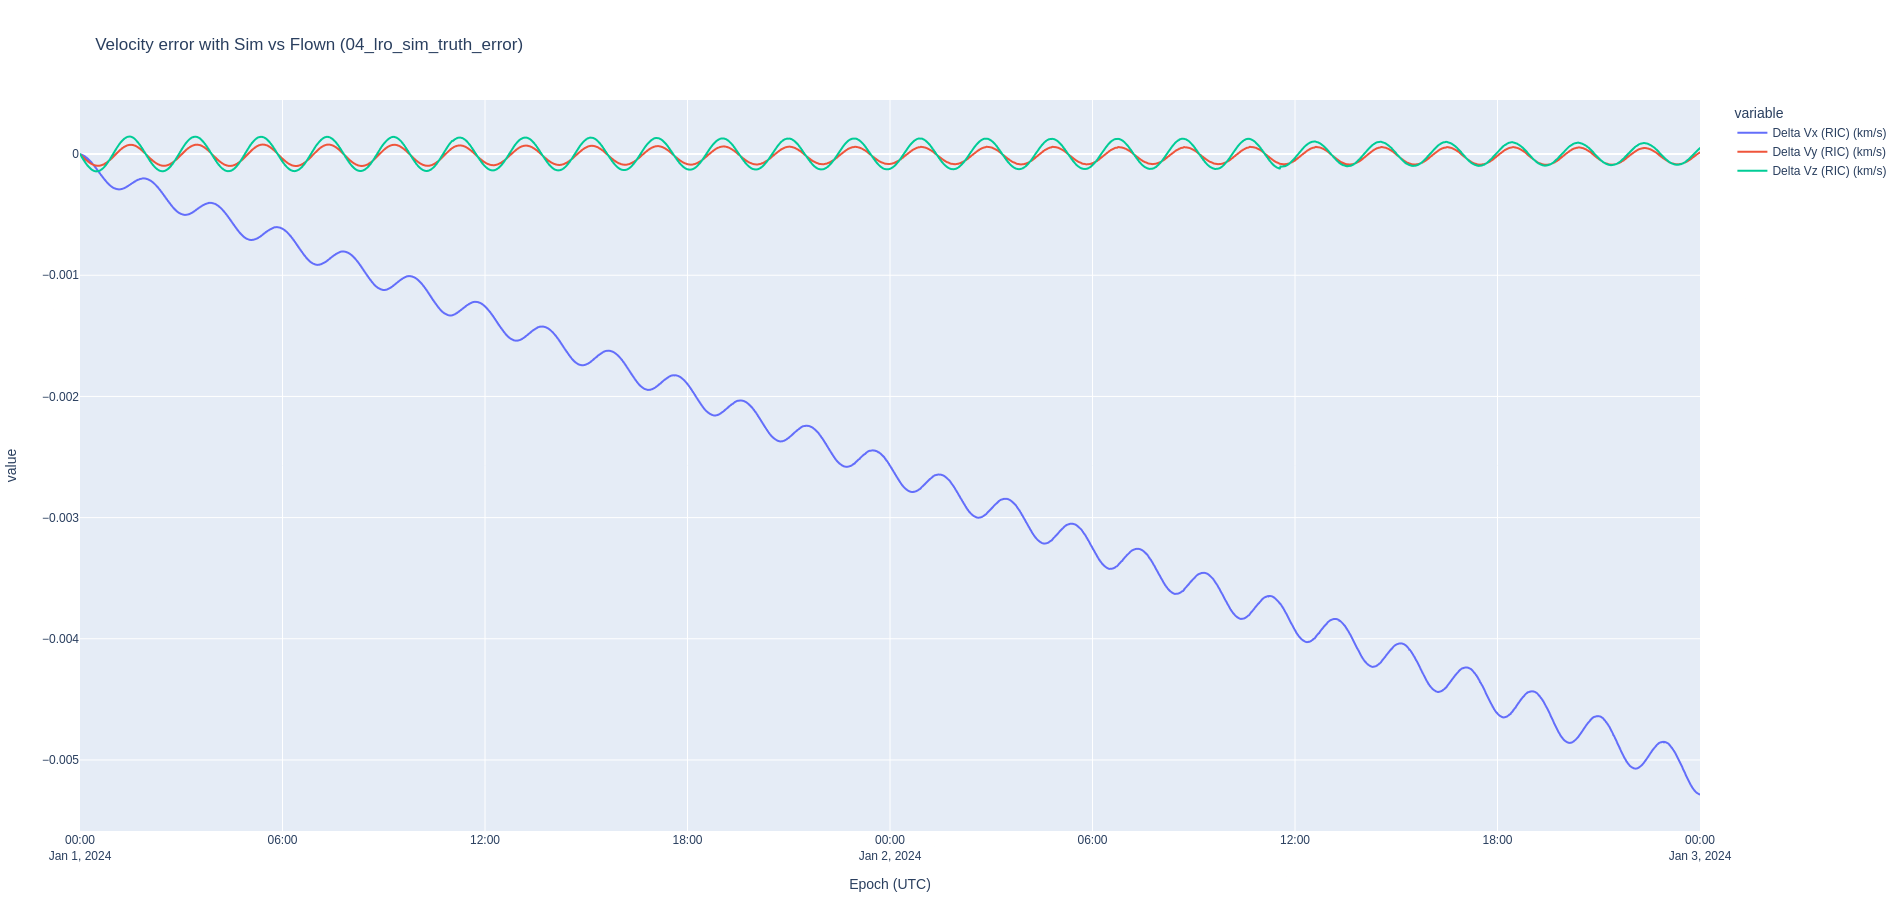 Velocity error with Sim vs Flown (04_lro_sim_truth_error)
variable
Delta Vx (RIC) (km/s)
Delta Vy (RIC) (km/s)
Delta Vz (RIC) (km/s)
0
−0.001
−0.002
−0.003
−0.004
−0.005
value
00:00 06:00 12:00 18:00 00:00 06:00 12:00 18:00 00:00
Jan 1, 2024 Jan 2, 2024 Jan 3, 2024
Epoch (UTC)